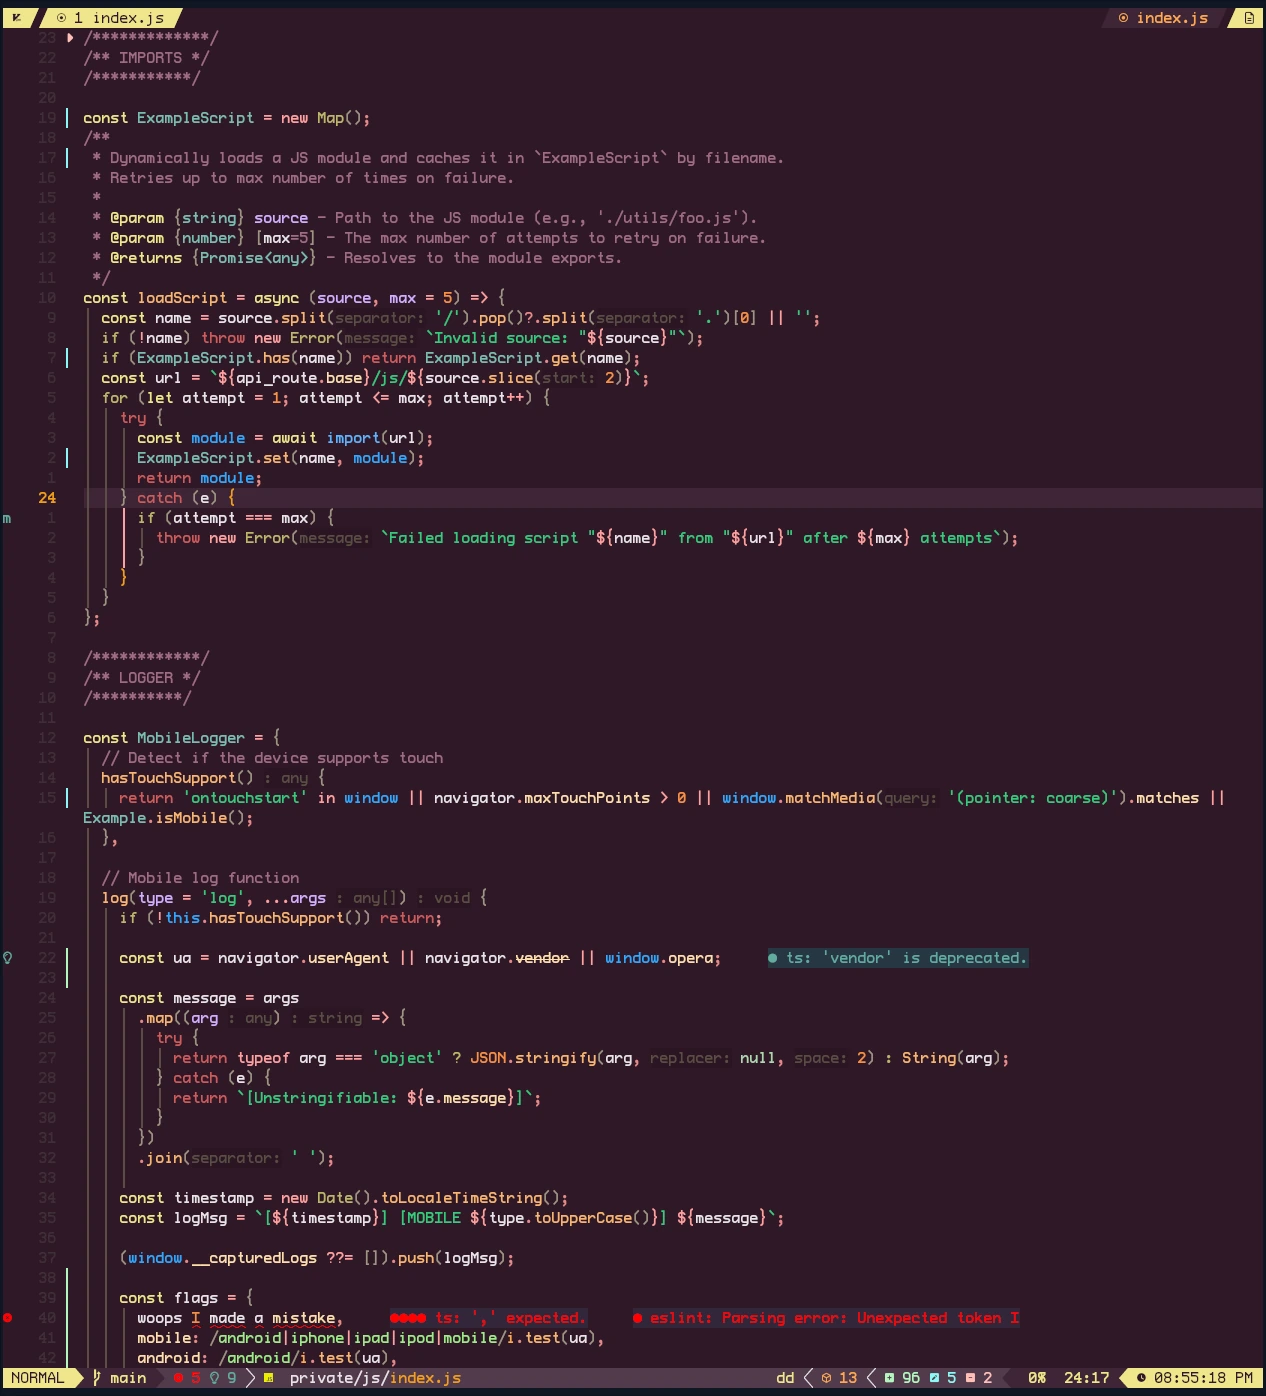 1 index.js index.js
23 /*************/
22 /** IMPORTS */
21 /***********/
20
19 const ExampleScript = new Map();
18 /**
17 * Dynamically loads a JS module and caches it in `ExampleScript` by filename.
16 * Retries up to max number of times on failure.
15 *
14 * @param {string} source - Path to the JS module (e.g., './utils/foo.js').
13 * @param {number} [max=5] - The max number of attempts to retry on failure.
12 * @returns {Promise<any>} - Resolves to the module exports.
11 */
10 const loadScript = async (source, max = 5) => {
9 const name = source.split(separator: '/').pop()?.split(separator: '.')[0] || '';
8 if (!name) throw new Error(message: `Invalid source: "${source}"`);
7 if (ExampleScript.has(name)) return ExampleScript.get(name);
6 const url = `${api_route.base}/js/${source.slice(start: 2)}`;
5 for (let attempt = 1; attempt <= max; attempt++) {
4 try {
3 const module = await import(url);
2 ExampleScript.set(name, module);
1 return module;
24 } catch (e) {
m 1 if (attempt === max) {
2 throw new Error(message: `Failed loading script "${name}" from "${url}" after ${max} attempts`);
3 }
4 }
5 }
6 };
7
8 /************/
9 /** LOGGER */
10 /**********/
11
12 const MobileLogger = {
13 // Detect if the device supports touch
14 hasTouchSupport() : any {
15 return 'ontouchstart' in window || navigator.maxTouchPoints > 0 || window.matchMedia(query: '(pointer: coarse)').matches ||
Example.isMobile();
16 },
17
18 // Mobile log function
19 log(type = 'log', ...args : any[]) : void {
20 if (!this.hasTouchSupport()) return;
21
22 const ua = navigator.userAgent || navigator.vendor || window.opera; ● ts: 'vendor' is deprecated.
23
24 const message = args
25 .map((arg : any) : string => {
26 try {
27 return typeof arg === 'object' ? JSON.stringify(arg, replacer: null, space: 2) : String(arg);
28 } catch (e) {
29 return `[Unstringifiable: ${e.message}]`;
30 }
31 })
32 .join(separator: ' ');
33
34 const timestamp = new Date().toLocaleTimeString();
35 const logMsg = `[${timestamp}] [MOBILE ${type.toUpperCase()}] ${message}`;
36
37 (window.__capturedLogs ??= []).push(logMsg);
38
39 const flags = {
40 woops I made a mistake, ●●●● ts: ',' expected. ● eslint: Parsing error: Unexpected token I
41 mobile: /android|iphone|ipad|ipod|mobile/i.test(ua),
42 android: /android/i.test(ua),
NORMAL main 5 9 private/js/index.js dd 13 96 5 2 0% 24:17 08:55:18 PM